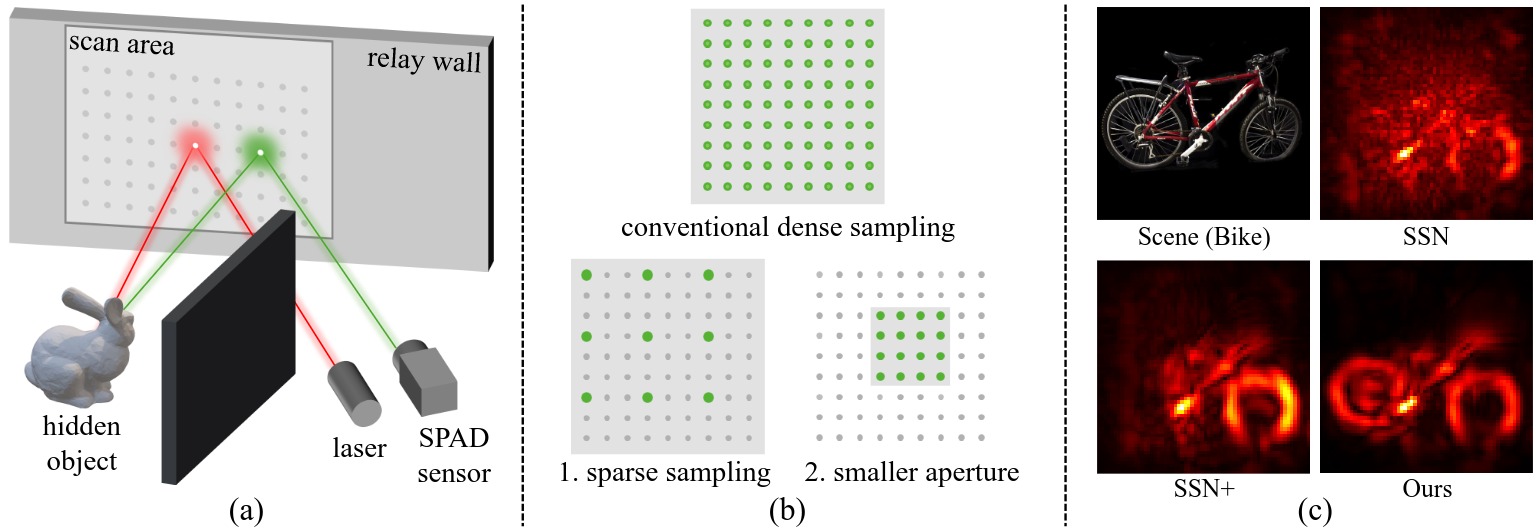 scan area
relay wall
hidden
object
laser
SPAD
sensor
(a)
conventional dense sampling
1. sparse sampling
2. smaller aperture
(b)
Scene (Bike)
SSN
SSN+
Ours
(c)